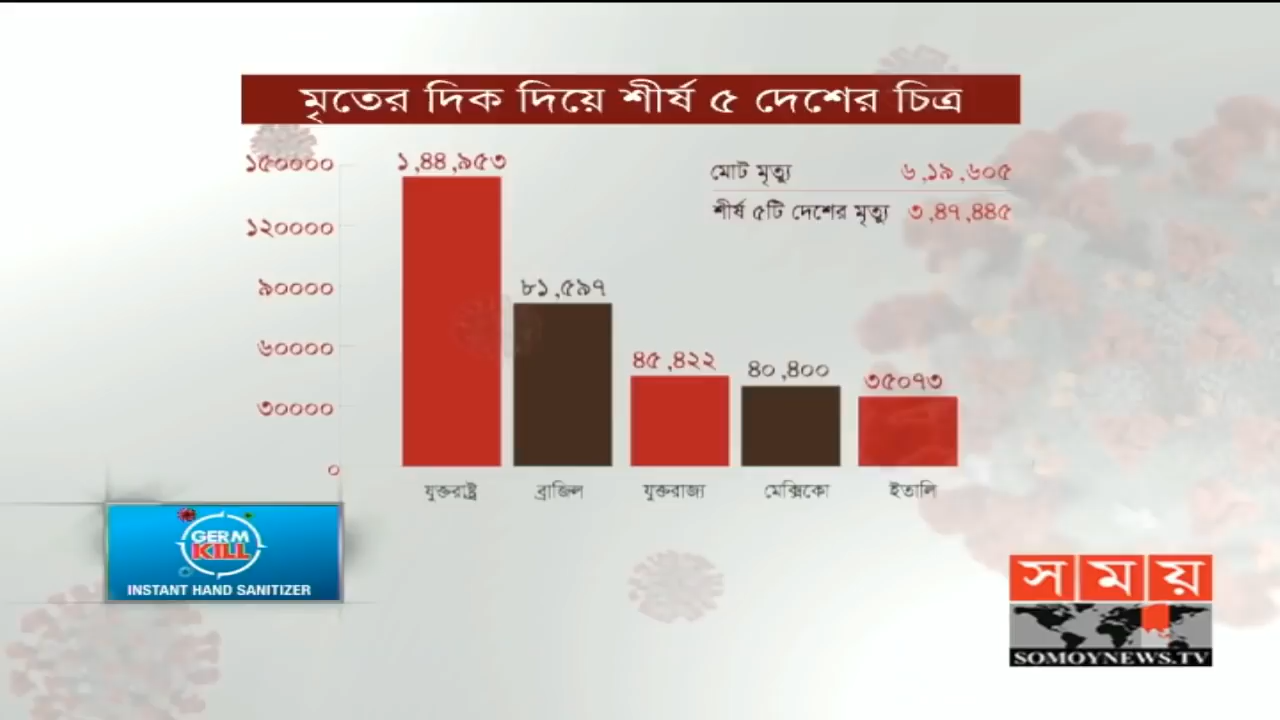 মৃতের দিক দিয়ে শীর্ষ ৫ দেশের চিত্র
মোট মৃত্যু ৬,১৯,৬০৫
শীর্ষ ৫টি দেশের মৃত্যু ৩,৪৭,৪৪৫
১৫০০০০
১২০০০০
৯০০০০
৬০০০০
৩০০০০
০
১,৪৪,৯৫৩
৮১,৫৯৭
৪৫,৪২২
৪০,৪০০
৩৫০৭৩
যুক্তরাষ্ট্র ব্রাজিল যুক্তরাজ্য মেক্সিকো ইতালি
GERM
KILL
INSTANT HAND SANITIZER
সময়
SOMOYNEWS.TV